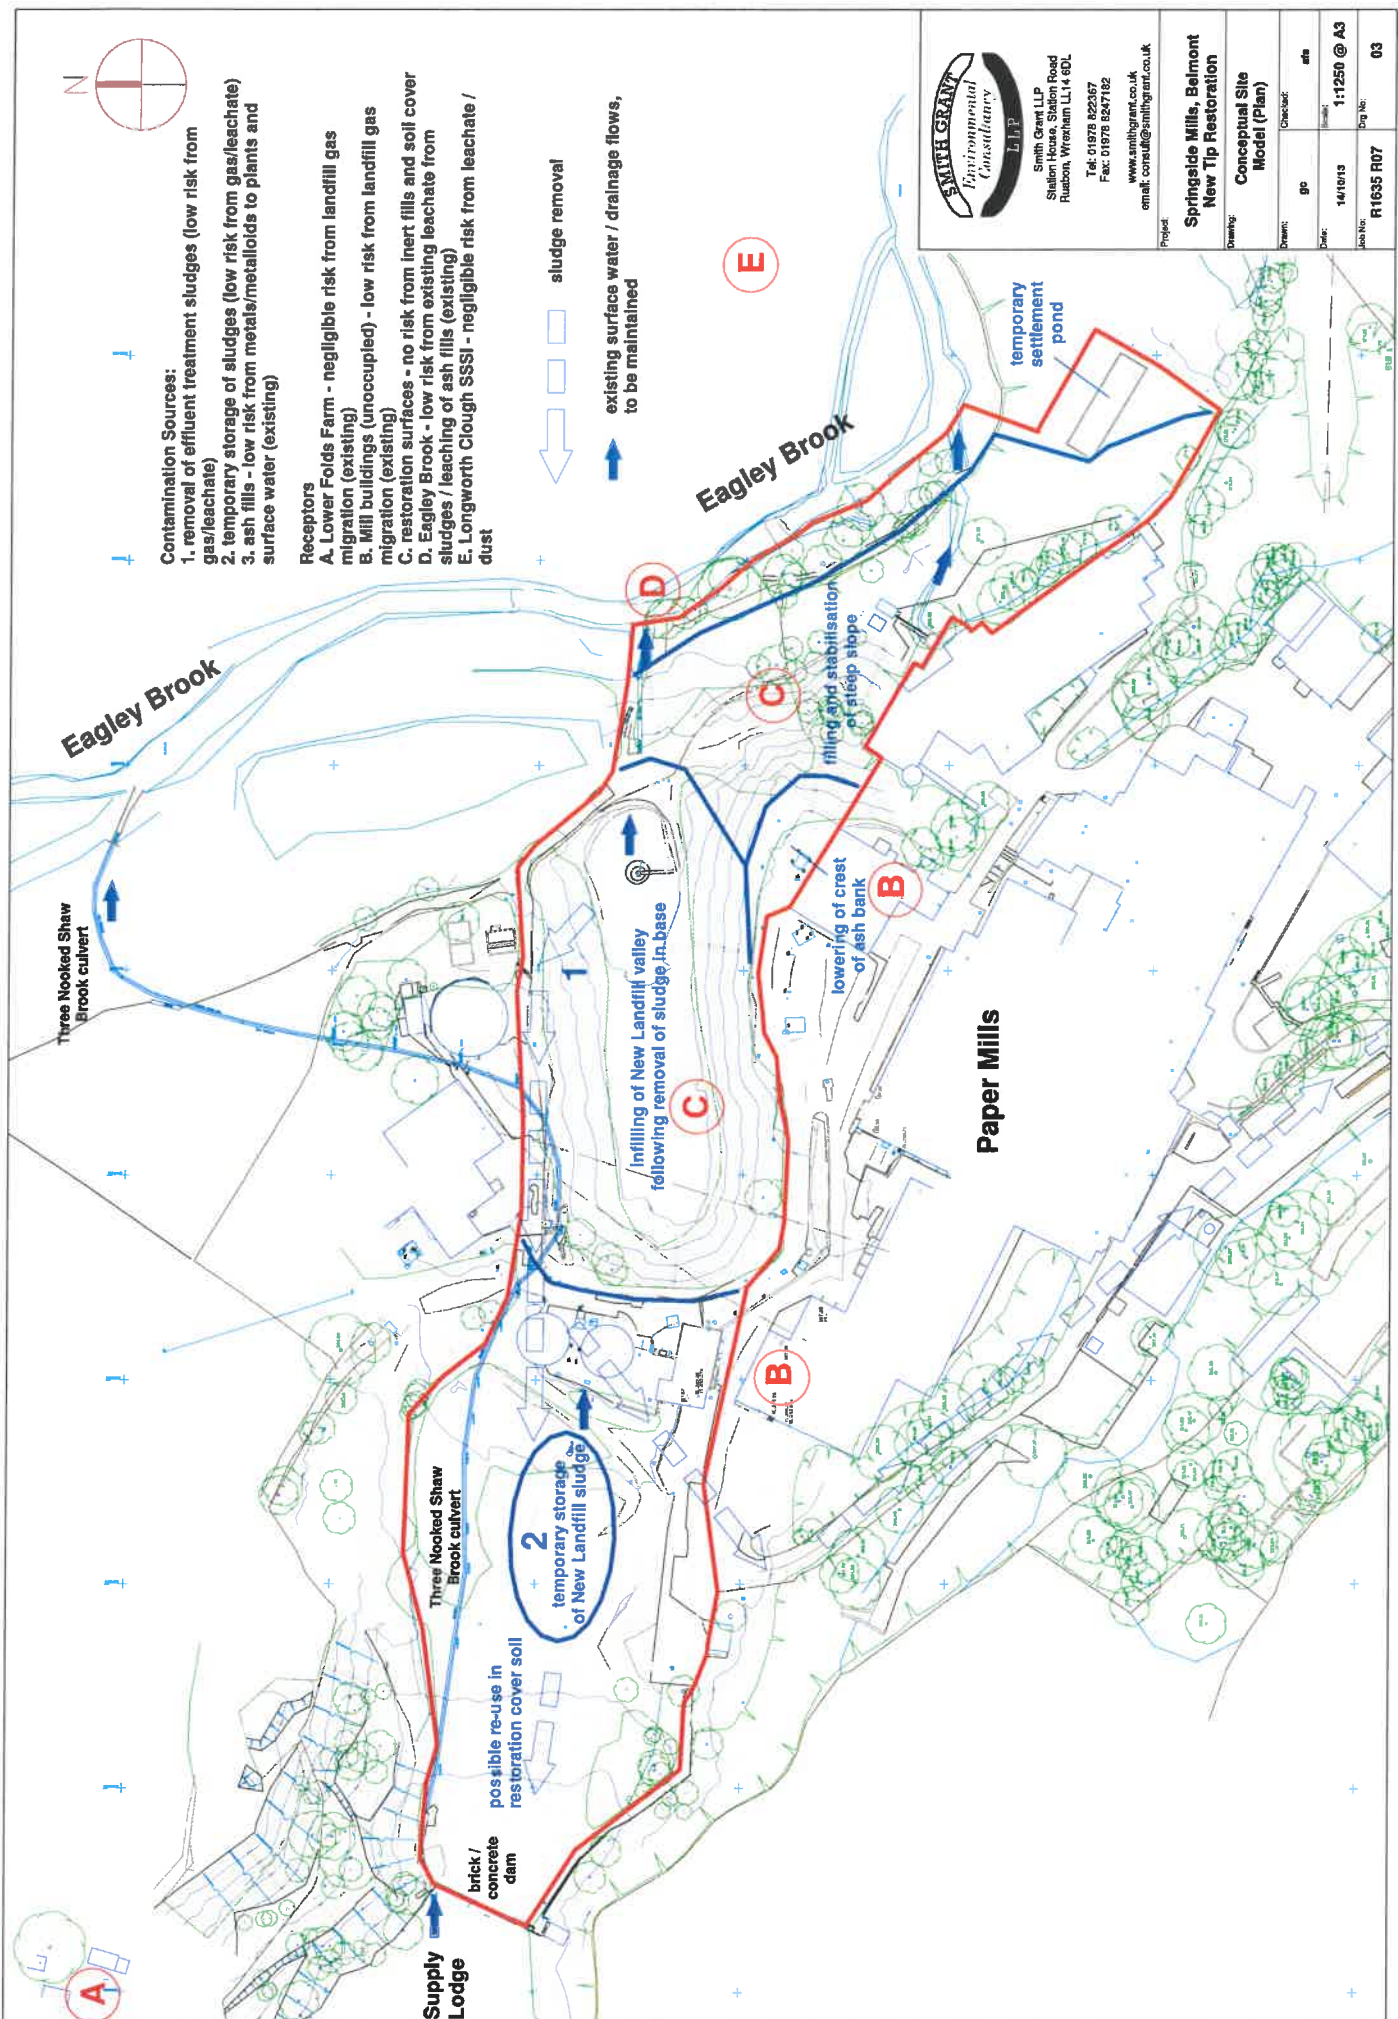 N
Contamination Sources:
1. removal of effluent treatment sludges (low risk from
gas/leachate)
2. temporary storage of sludges (low risk from gas/leachate)
3. ash fills - low risk from metals/metalloids to plants and
surface water (existing)
Receptors
A. Lower Folds Farm - negligible risk from landfill gas
migration (existing)
B. Mill buildings (unoccupied) - low risk from landfill gas
migration (existing)
C. restoration surfaces - no risk from inert fills and soil cover
D. Eagley Brook - low risk from existing leachate from
sludges / leaching of ash fills (existing)
E. Longworth Clough SSSI - negligible risk from leachate /
dust
sludge removal
existing surface water / drainage flows,
to be maintained
A
Supply
Lodge
brick /
concrete
dam
possible re-use in
restoration cover soil
Three Nooked Shaw
Brook culvert
2
temporary storage
of New Landfill sludge
Three Nooked Shaw
Brook culvert
Eagley Brook
1
Infilling of New Landfill valley
following removal of sludge in base
C
B
lowering of crest
of ash bank
B
Paper Mills
C
filling and stabilisation
of steep slope
D
Eagley Brook
E
temporary
settlement
pond
SMITH GRANT
Environmental
Consultancy
LLP
Smith Grant LLP
Station House, Station Road
Ruabon, Wrexham LL14 6DL
Tel: 01978 822367
Fax: 01978 8247182
www.smithgrant.co.uk
email: consult@smithgrant.co.uk
Project:
Springside Mills, Belmont
New Tip Restoration
Drawing:
Conceptual Site
Model (Plan)
Drawn:
gc
Checked:
Date:
14/10/13
Scale:
1:1250 @ A3
Job No:
R1635 R07
Drg No:
03